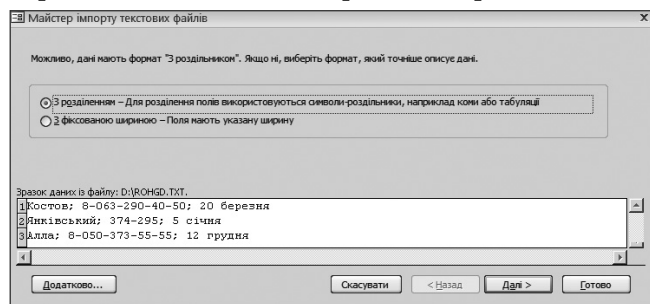 Майстер імпорту текстових файлів x
Можливо, дані мають формат "З роздільником". Якщо ні, виберіть формат, який точніше описує дані.
З розділенням – Для розділення полів використовуються символи-роздільники, наприклад коми або табуляції
З фіксованою шириною – Поля мають указану ширину
Зразок даних із файлу: D:\ROHGD.TXT.
1 Костов; 8-063-290-40-50; 20 березня
2 Янківський; 374-295; 5 січня
3 Алла; 8-050-373-55-55; 12 грудня
Додатково... Скасувати < Назад Далі > Готово